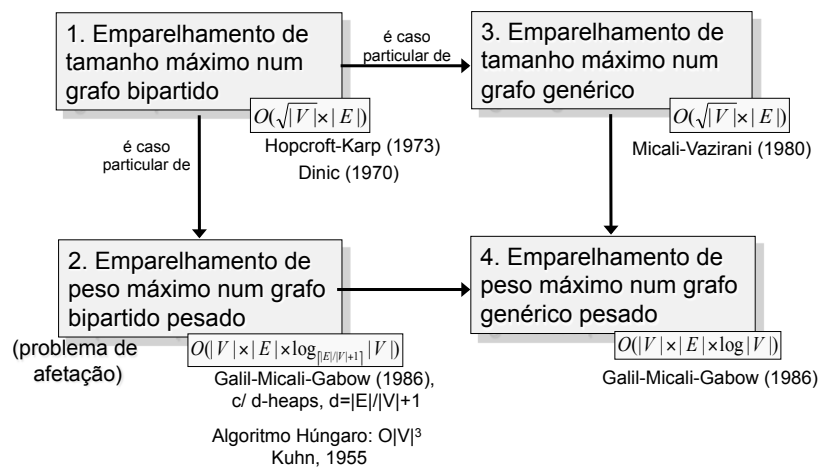 1. Emparelhamento de
tamanho máximo num
grafo bipartido
O(√|V|×|E|)
Hopcroft-Karp (1973)
Dinic (1970)
é caso
particular de
3. Emparelhamento de
tamanho máximo num
grafo genérico
O(√|V|×|E|)
Micali-Vazirani (1980)
é caso
particular de
2. Emparelhamento de
peso máximo num grafo
bipartido pesado
(problema de
afetação)
O(|V|×|E|×log⌈|E|/|V|+1⌉|V|)
Galil-Micali-Gabow (1986),
c/ d-heaps, d=|E|/|V|+1
Algoritmo Húngaro: O|V|³
Kuhn, 1955
4. Emparelhamento de
peso máximo num grafo
genérico pesado
O(|V|×|E|×log|V|)
Galil-Micali-Gabow (1986)